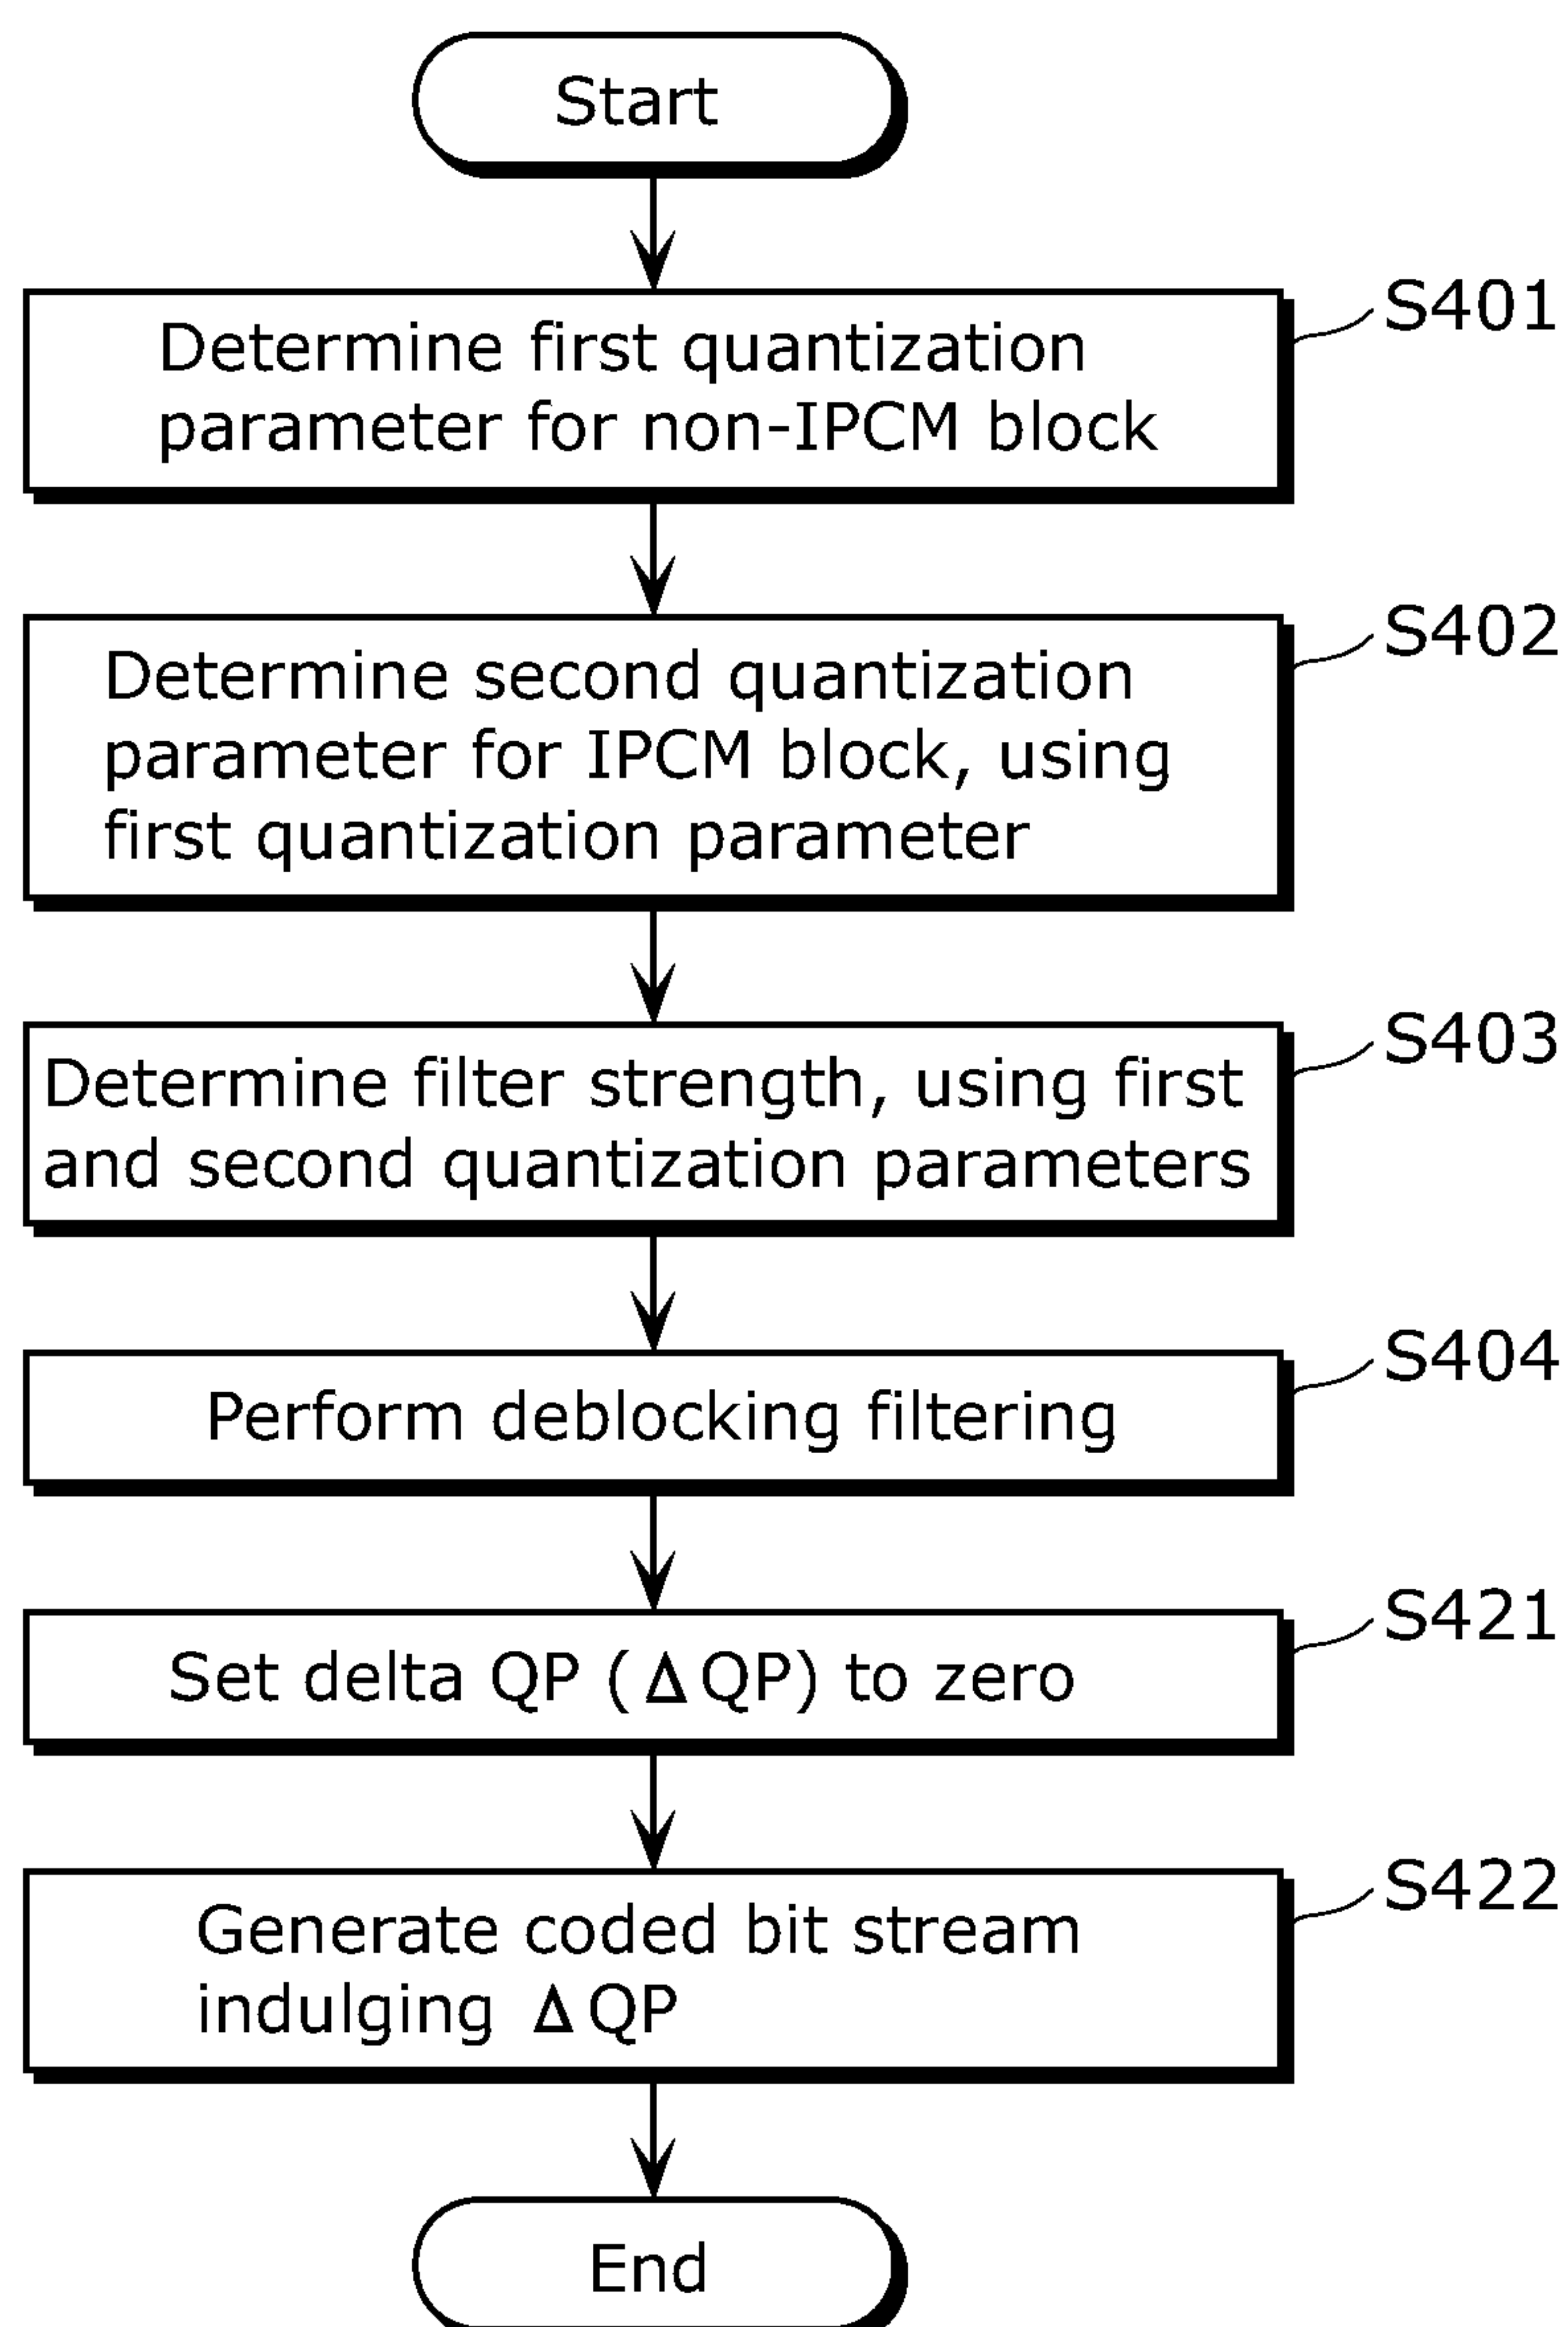 Start
S401
Determine first quantization
parameter for non-IPCM block
S402
Determine second quantization
parameter for IPCM block, using
first quantization parameter
S403
Determine filter strength, using first
and second quantization parameters
S404
Perform deblocking filtering
S421
Set delta QP (ΔQP) to zero
S422
Generate coded bit stream
indulging ΔQP
End